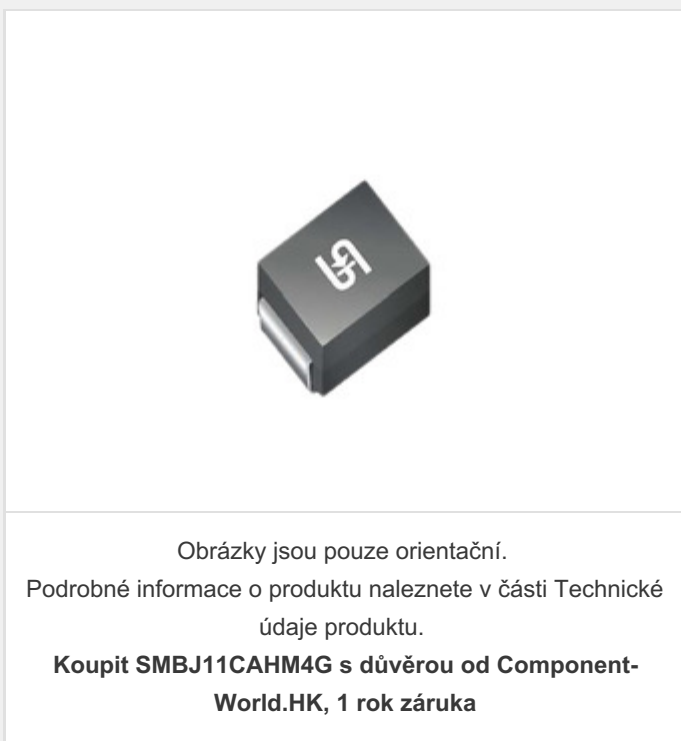 Obrázky jsou pouze orientační.
Podrobné informace o produktu naleznete v části Technické
údaje produktu.
Koupit SMBJ11CAHM4G s důvěrou od Component-
World.HK, 1 rok záruka